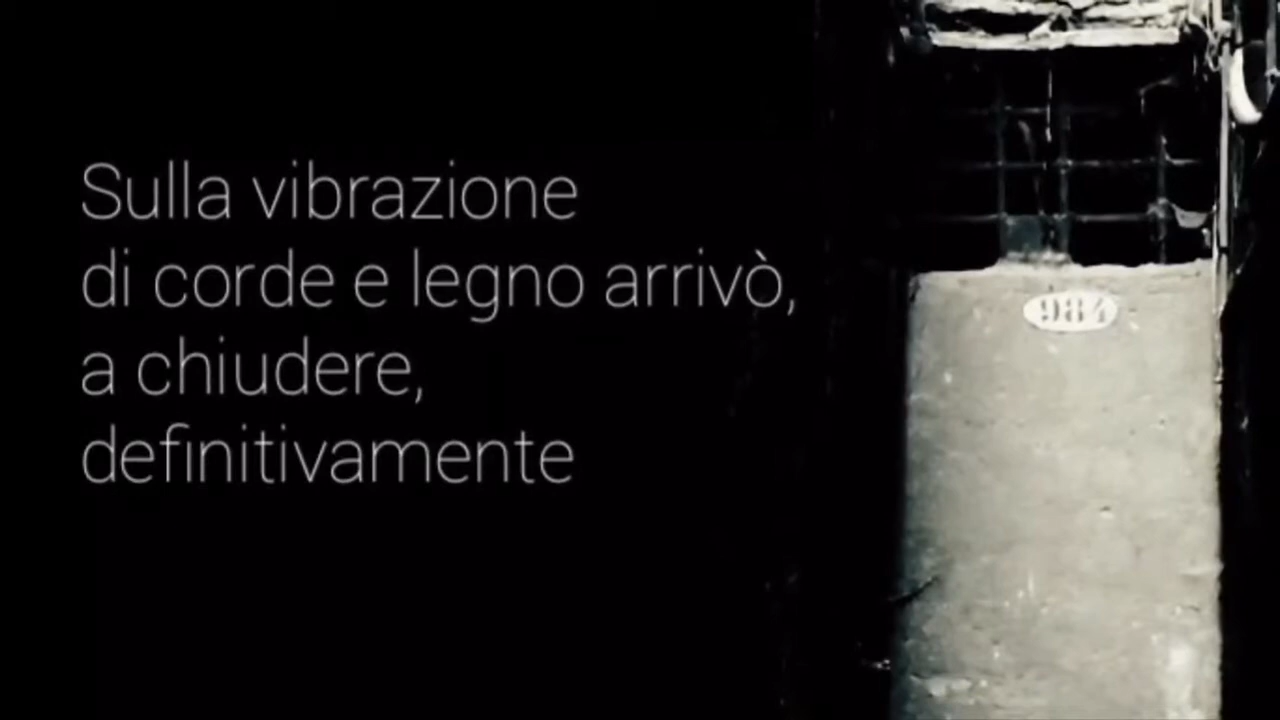 Sulla vibrazione
di corde e legno arrivò,
a chiudere,
definitivamente
984